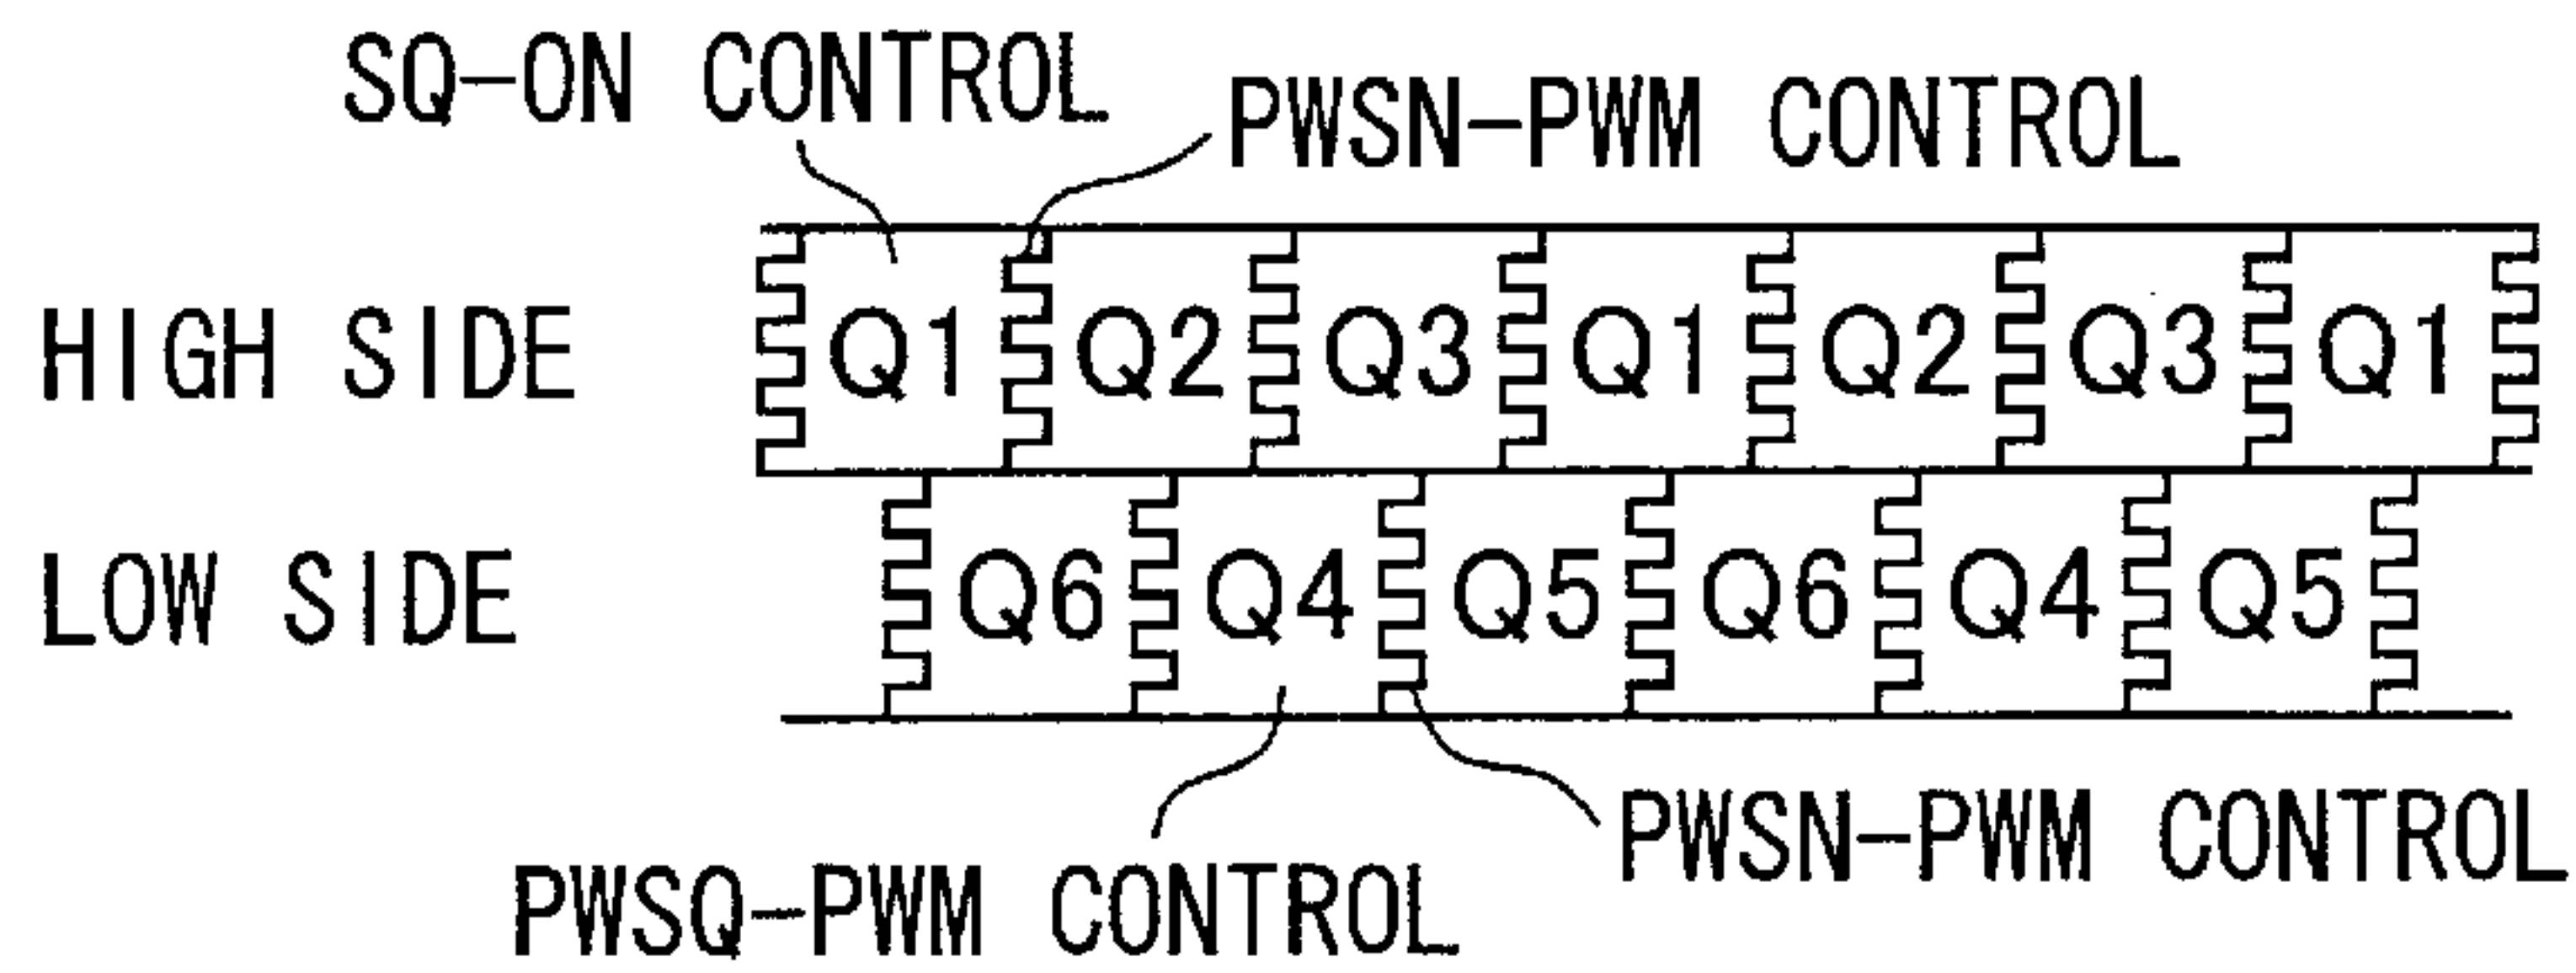 SQ-ON CONTROL
PWSN-PWM CONTROL
HIGH SIDE Q1 Q2 Q3 Q1 Q2 Q3 Q1
LOW SIDE Q6 Q4 Q5 Q6 Q4 Q5
PWSN-PWM CONTROL
PWSQ-PWM CONTROL